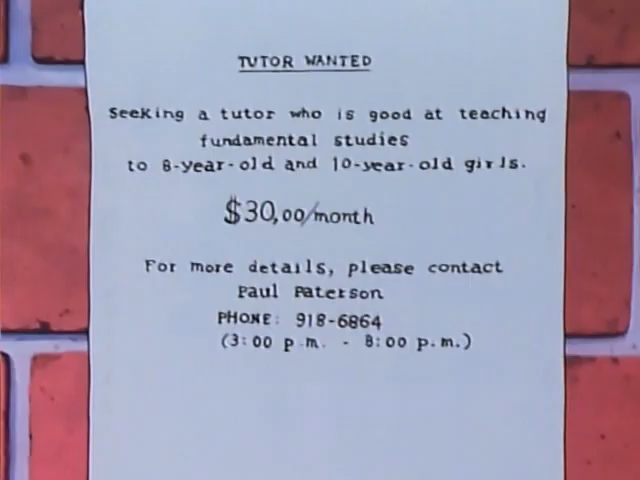 TUTOR WANTED
Seeking a tutor who is good at teaching
fundamental studies
to 8-year-old and 10-year-old girls.
$30,00/month
For more details, please contact
Paul Paterson
PHONE: 918-6864
(3:00 p.m. - 8:00 p.m.)